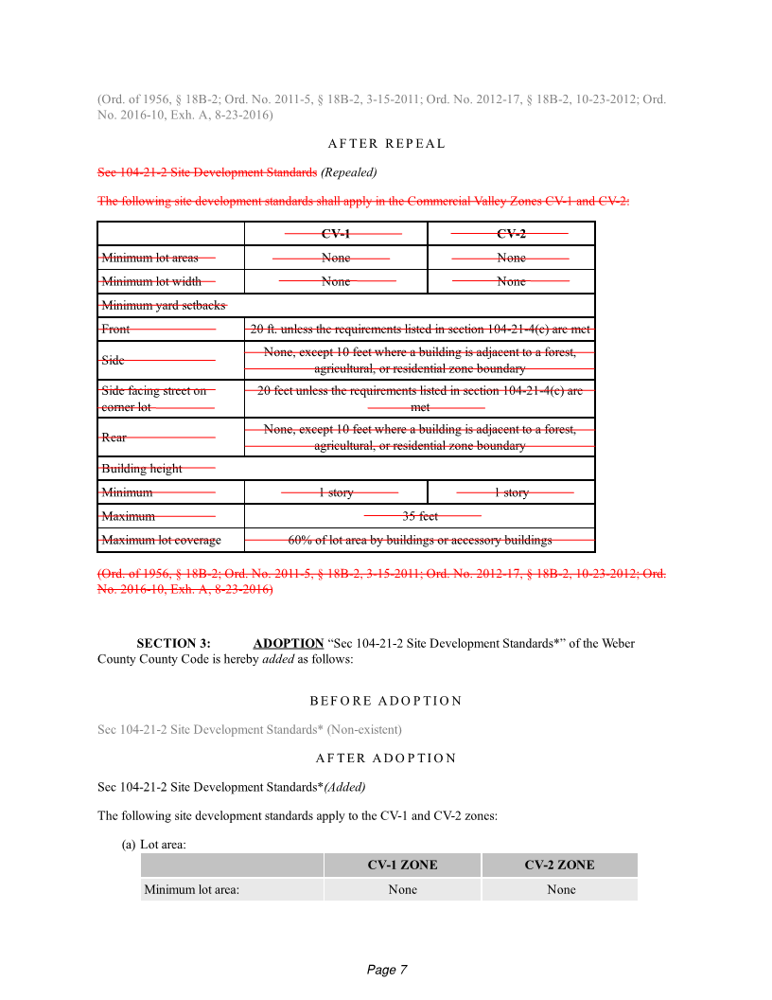 (Ord. of 1956, § 18B-2; Ord. No. 2011-5, § 18B-2, 3-15-2011; Ord. No. 2012-17, § 18B-2, 10-23-2012; Ord.
No. 2016-10, Exh. A, 8-23-2016)
AFTER REPEAL
Sec 104-21-2 Site Development Standards (Repealed)
The following site development standards shall apply in the Commercial Valley Zones CV-1 and CV-2:
CV-1 CV-2
Minimum lot areas None None
Minimum lot width None None
Minimum yard setbacks
Front 20 ft. unless the requirements listed in section 104-21-4(c) are met
Side None, except 10 feet where a building is adjacent to a forest,
agricultural, or residential zone boundary
Side facing street on 20 feet unless the requirements listed in section 104-21-4(c) are
corner lot met
Rear None, except 10 feet where a building is adjacent to a forest,
agricultural, or residential zone boundary
Building height
Minimum 1 story 1 story
Maximum 35 feet
Maximum lot coverage 60% of lot area by buildings or accessory buildings
(Ord. of 1956, § 18B-2; Ord. No. 2011-5, § 18B-2, 3-15-2011; Ord. No. 2012-17, § 18B-2, 10-23-2012; Ord.
No. 2016-10, Exh. A, 8-23-2016)
SECTION 3: ADOPTION “Sec 104-21-2 Site Development Standards*” of the Weber
County County Code is hereby added as follows:
BEFORE ADOPTION
Sec 104-21-2 Site Development Standards* (Non-existent)
AFTER ADOPTION
Sec 104-21-2 Site Development Standards*(Added)
The following site development standards apply to the CV-1 and CV-2 zones:
(a) Lot area:
CV-1 ZONE CV-2 ZONE
Minimum lot area: None None
Page 7